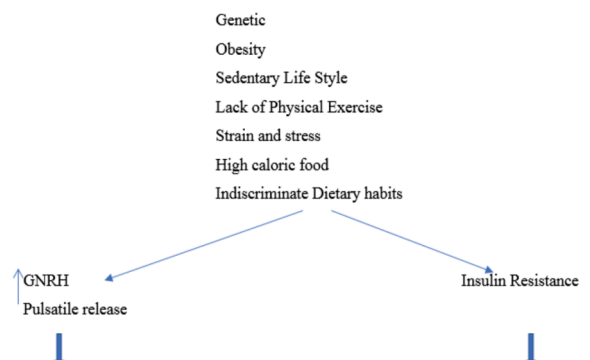 Genetic
Obesity
Sedentary Life Style
Lack of Physical Exercise
Strain and stress
High caloric food
Indiscriminate Dietary habits
GNRH
Insulin Resistance
Pulsatile release